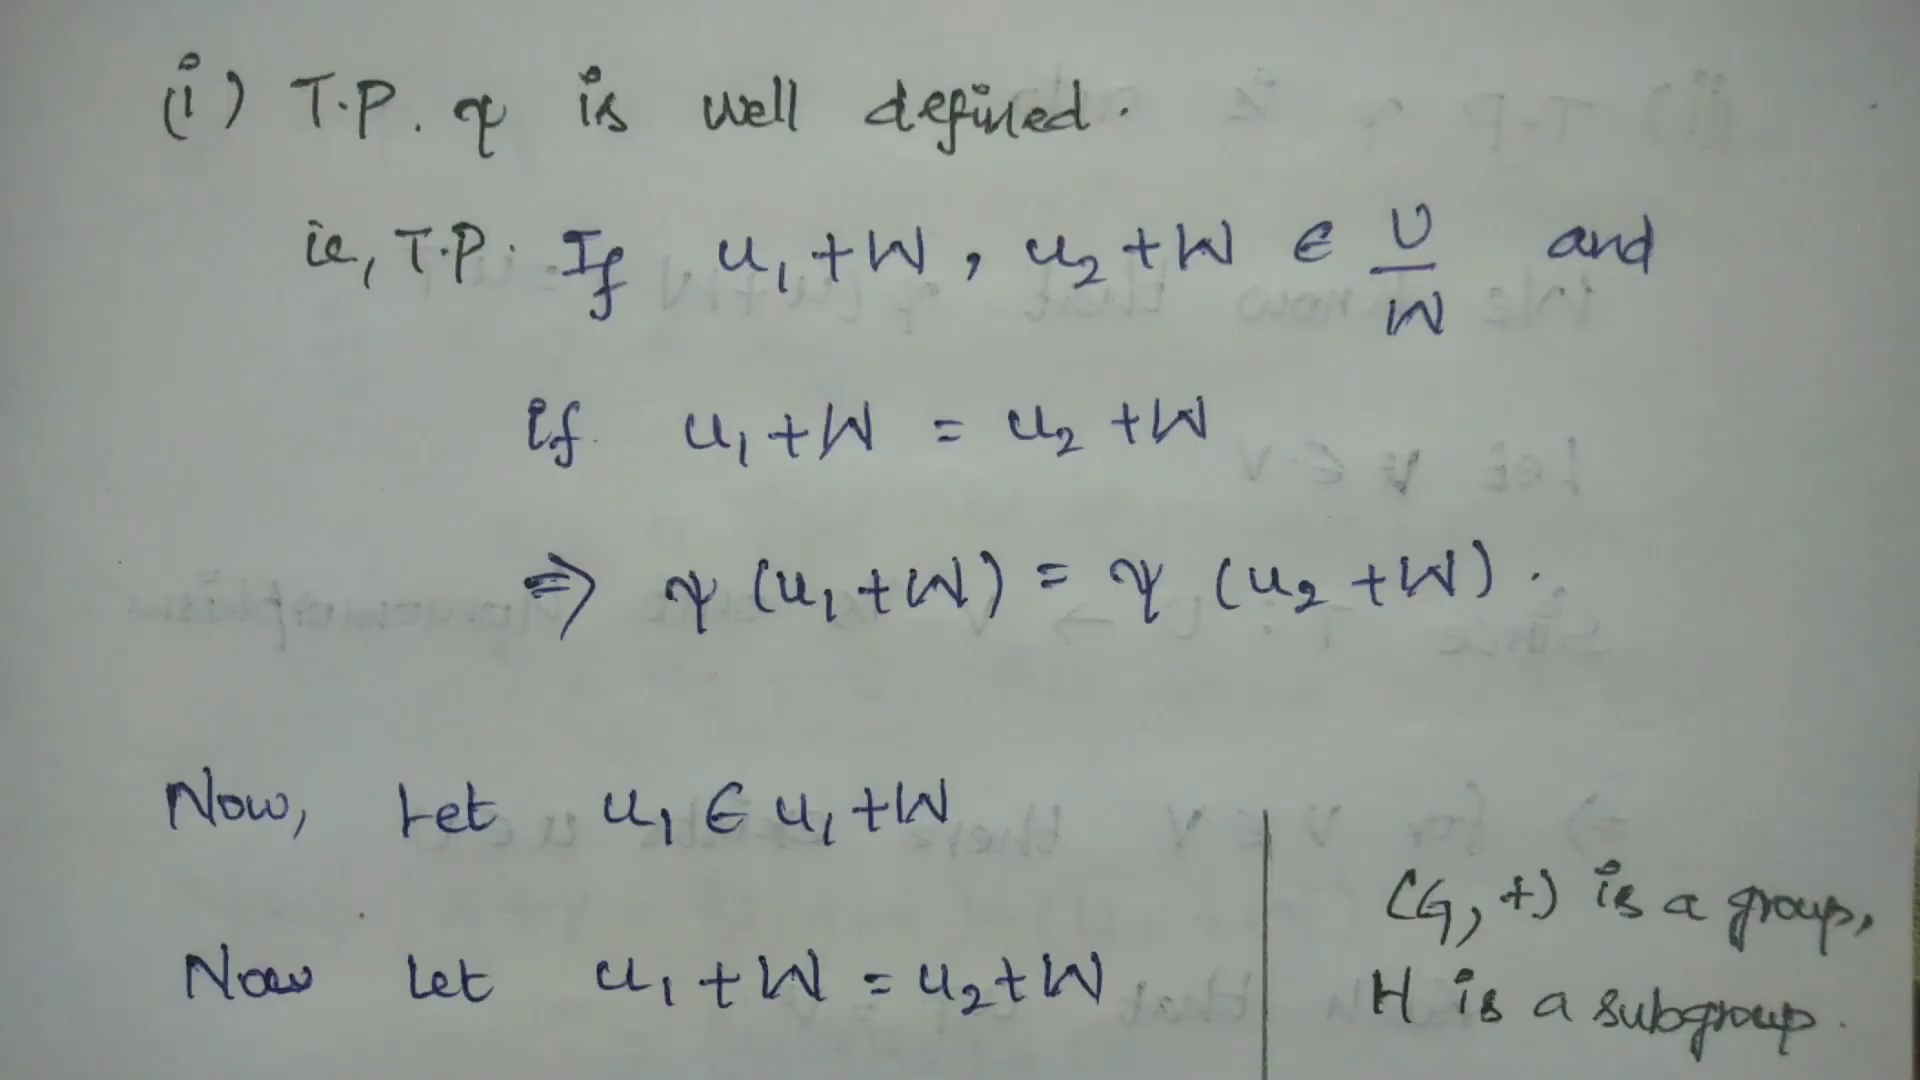 (i) T.P. ψ is well defined.
ie, T.P. If u₁+W, u₂+W ∈ U/W and
if u₁+W = u₂+W
⇒ ψ(u₁+W) = ψ(u₂+W).
Now, Let u₁ ∈ u₁+W
Now Let u₁+W = u₂+W
(G, +) is a group,
H is a subgroup.